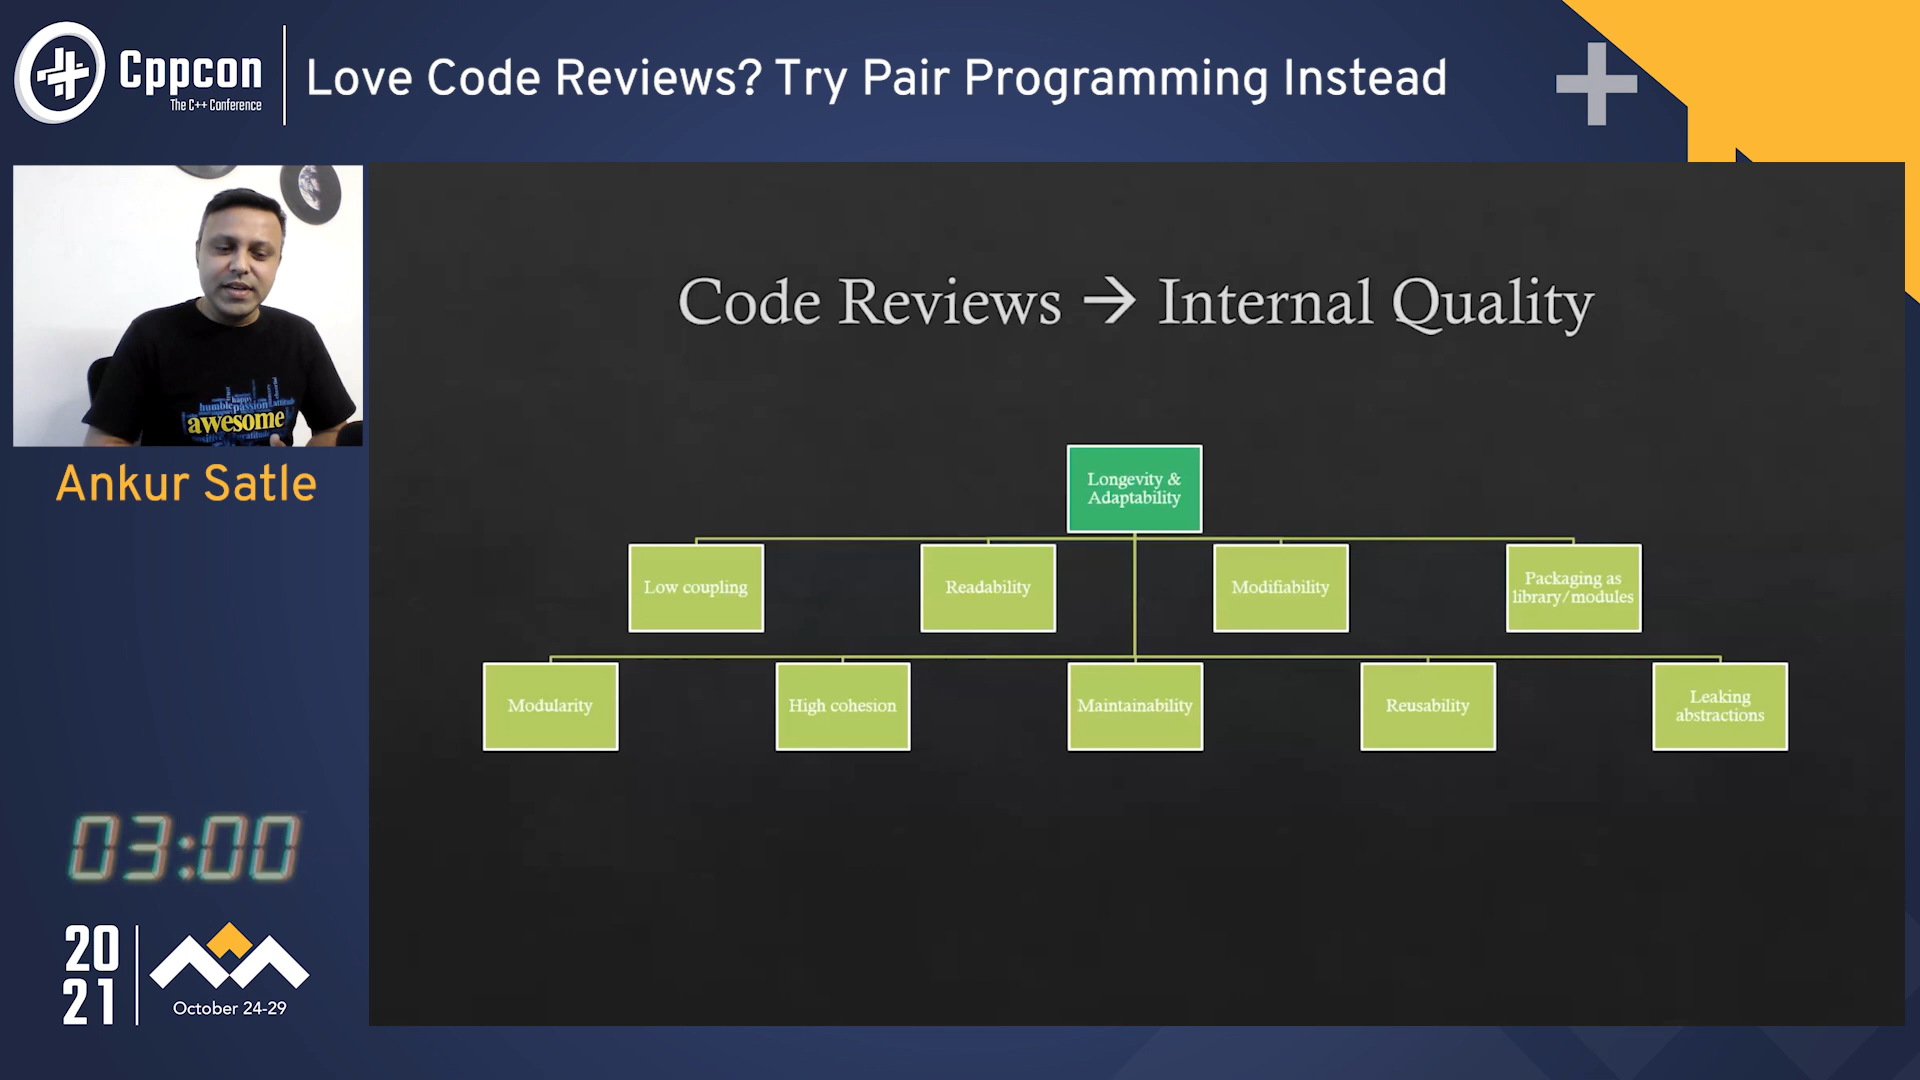 Cppcon
The C++ Conference
Love Code Reviews? Try Pair Programming Instead
humble passion
awesome
Ankur Satle
03:00
20
21
October 24-29
Code Reviews → Internal Quality
Longevity &
Adaptability
Low coupling
Readability
Modifiability
Packaging as
library/modules
Modularity
High cohesion
Maintainability
Reusability
Leaking
abstractions